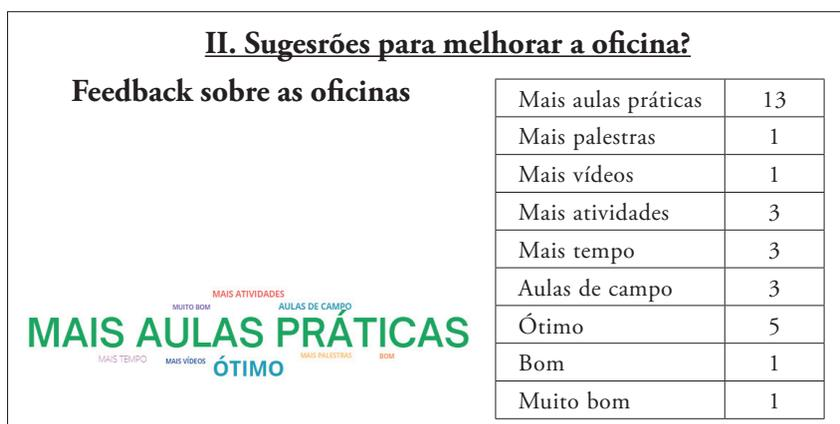 II. Sugesrões para melhorar a oficina?
Feedback sobre as oficinas
MAIS ATIVIDADES
MUITO BOM AULAS DE CAMPO
MAIS AULAS PRÁTICAS
MAIS TEMPO MAIS VÍDEOS ÓTIMO MAIS PALESTRAS BOM
Mais aulas práticas 13
Mais palestras 1
Mais vídeos 1
Mais atividades 3
Mais tempo 3
Aulas de campo 3
Ótimo 5
Bom 1
Muito bom 1